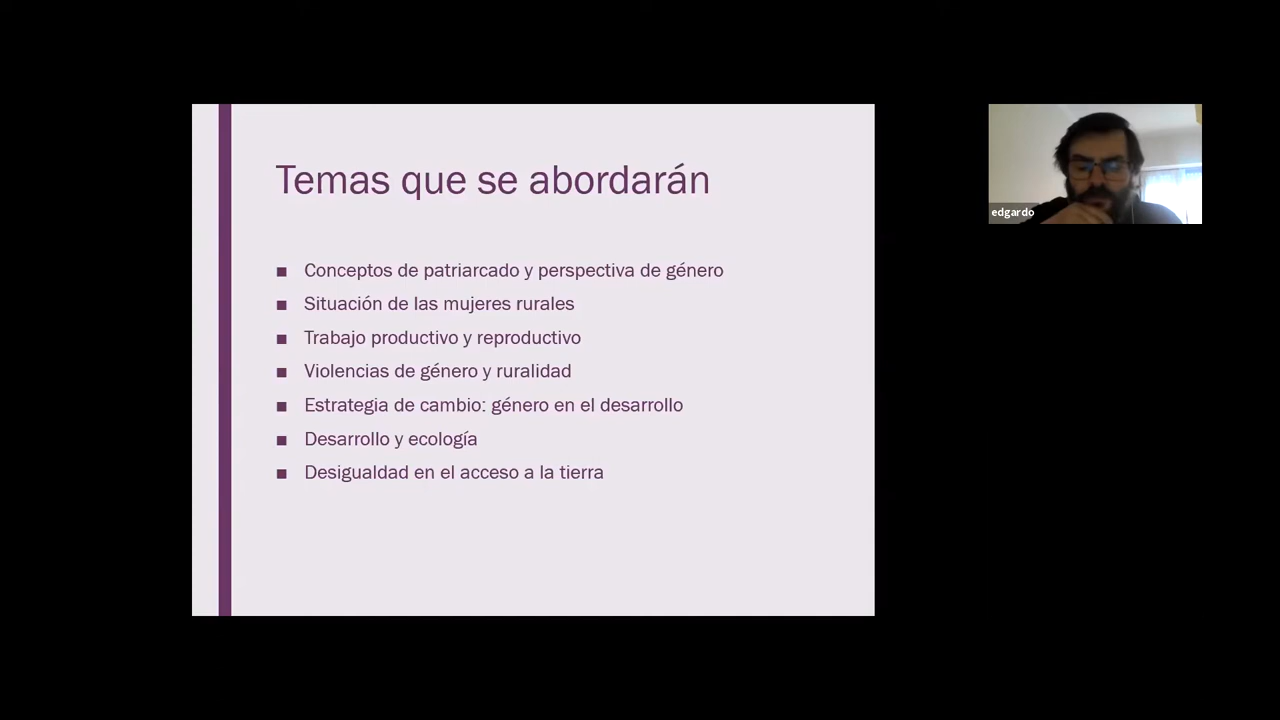 Temas que se abordarán
■ Conceptos de patriarcado y perspectiva de género
■ Situación de las mujeres rurales
■ Trabajo productivo y reproductivo
■ Violencias de género y ruralidad
■ Estrategia de cambio: género en el desarrollo
■ Desarrollo y ecología
■ Desigualdad en el acceso a la tierra
edgardo